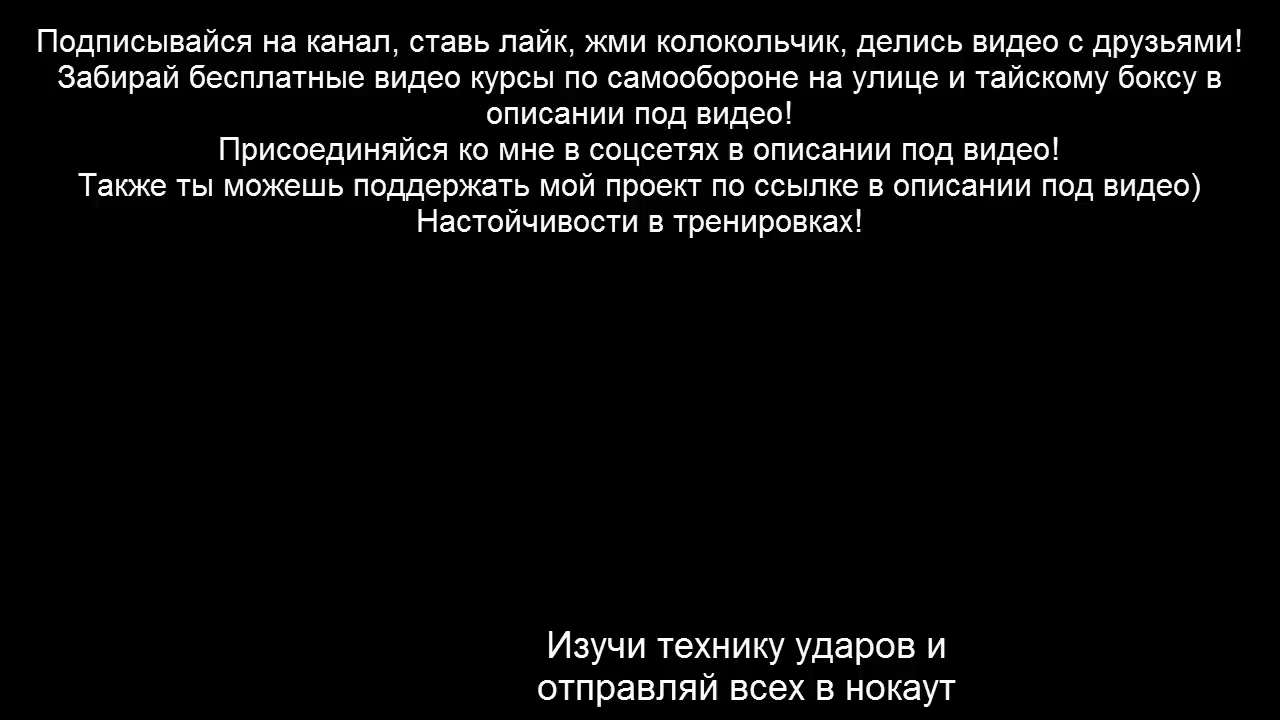 Подписывайся на канал, ставь лайк, жми колокольчик, делись видео с друзьями!
Забирай бесплатные видео курсы по самообороне на улице и тайскому боксу в
описании под видео!
Присоединяйся ко мне в соцсетях в описании под видео!
Также ты можешь поддержать мой проект по ссылке в описании под видео)
Настойчивости в тренировках!
Изучи технику ударов и
отправляй всех в нокаут